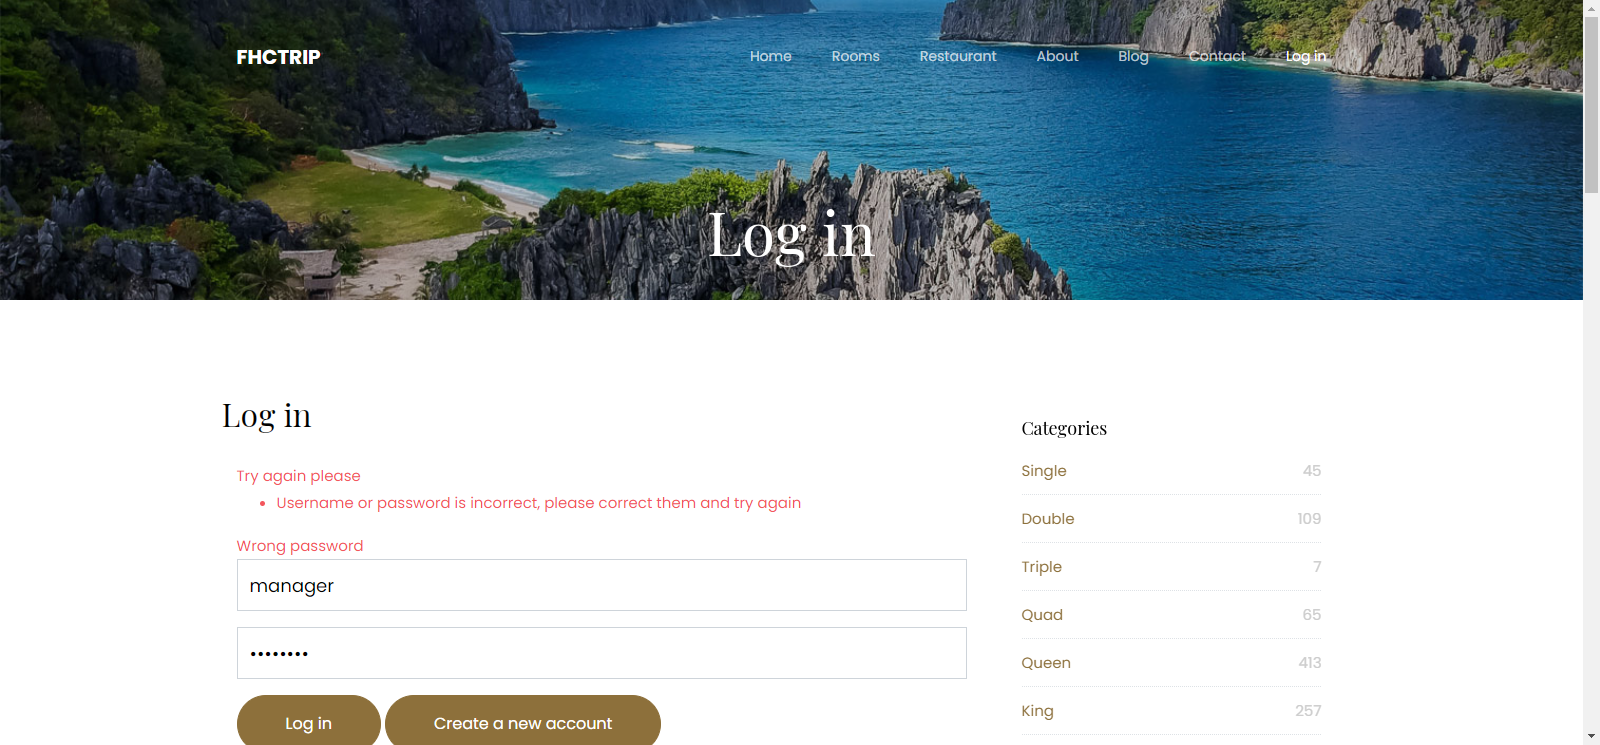 FHCTRIP
Home Rooms Restaurant About Blog Contact Log in
Log in
Log in
Try again please
Username or password is incorrect, please correct them and try again
Wrong password
manager
Log in Create a new account
Categories
Single 45
Double 109
Triple 7
Quad 65
Queen 413
King 257